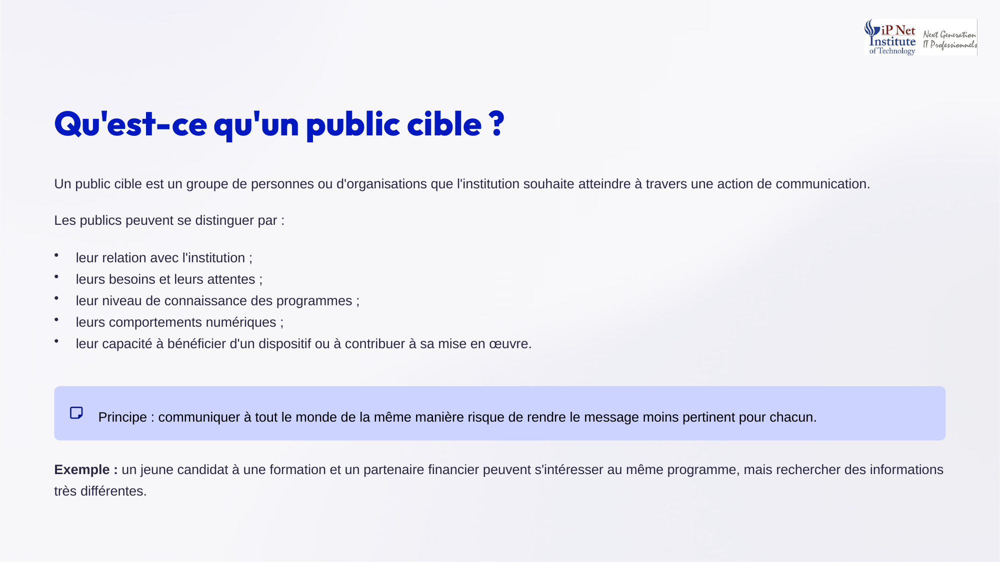 iP Net
Institute
of Technology
Next Generation
IT Professionnels
Qu'est-ce qu'un public cible ?
Un public cible est un groupe de personnes ou d'organisations que l'institution souhaite atteindre à travers une action de communication.
Les publics peuvent se distinguer par :
• leur relation avec l'institution ;
• leurs besoins et leurs attentes ;
• leur niveau de connaissance des programmes ;
• leurs comportements numériques ;
• leur capacité à bénéficier d'un dispositif ou à contribuer à sa mise en œuvre.
Principe : communiquer à tout le monde de la même manière risque de rendre le message moins pertinent pour chacun.
Exemple : un jeune candidat à une formation et un partenaire financier peuvent s'intéresser au même programme, mais rechercher des informations
très différentes.